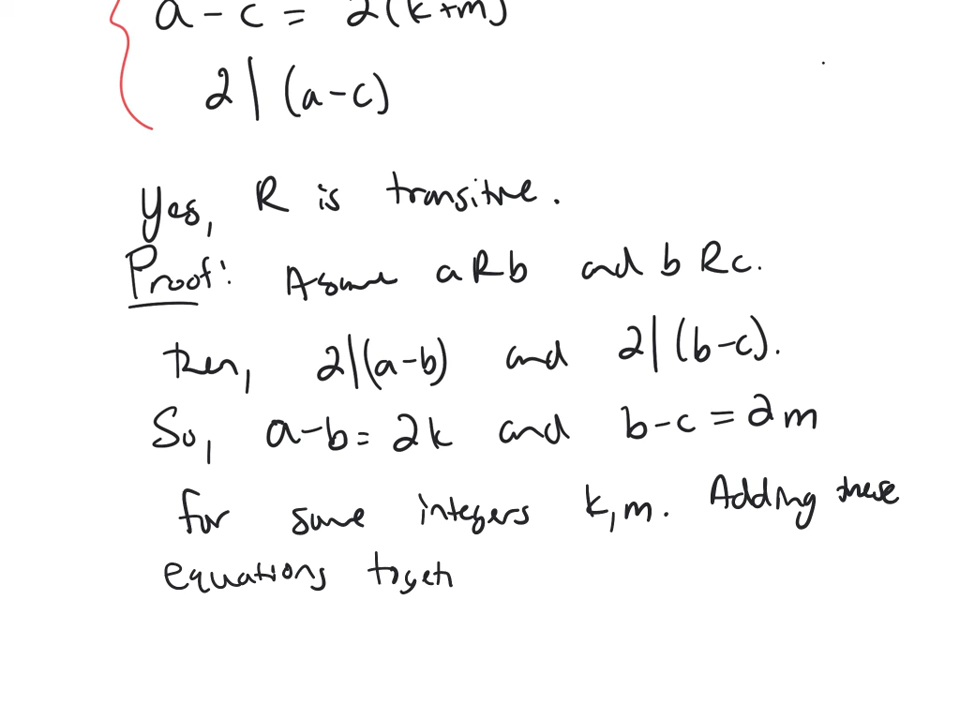 a - c = 2(k+m)
2 | (a-c)
Yes, R is transitive.
Proof: Assume aRb and bRc.
then, 2|(a-b) and 2|(b-c).
So, a-b = 2k and b-c = 2m
for some integers k, m. Adding these
equations togeth